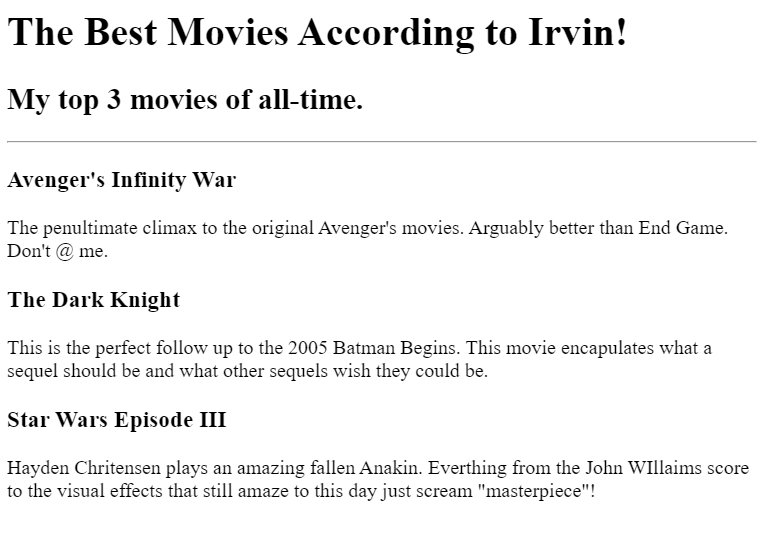 The Best Movies According to Irvin!
My top 3 movies of all-time.
Avenger's Infinity War
The penultimate climax to the original Avenger's movies. Arguably better than End Game.
Don't @ me.
The Dark Knight
This is the perfect follow up to the 2005 Batman Begins. This movie encapulates what a
sequel should be and what other sequels wish they could be.
Star Wars Episode III
Hayden Chritensen plays an amazing fallen Anakin. Everthing from the John WIllaims score
to the visual effects that still amaze to this day just scream "masterpiece"!